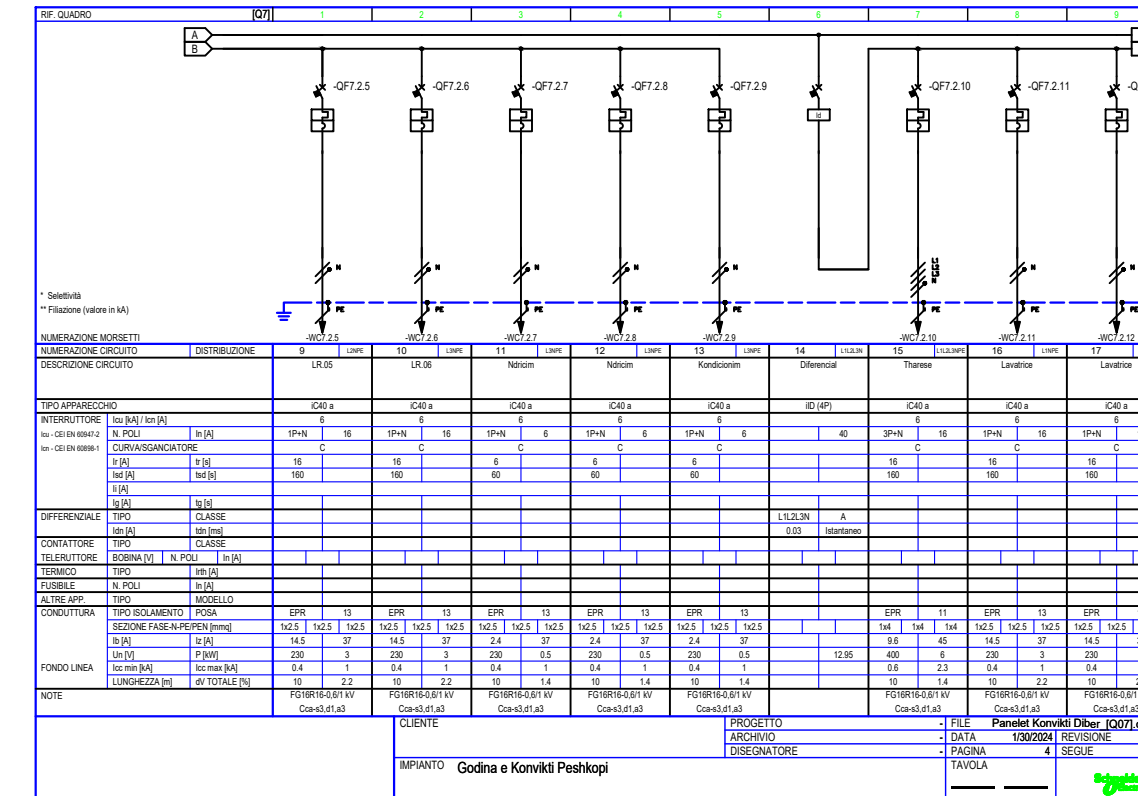 RIF. QUADRO [Q7] 1 2 3 4 5 6 7 8 9
A
B
-QF7.2.5 -QF7.2.6 -QF7.2.7 -QF7.2.8 -QF7.2.9 -QF7.2.10 -QF7.2.11
Id
N N N N N N N N
* Selettività
** Filiazione (valore in kA)
PE PE PE PE PE PE PE
NUMERAZIONE MORSETTI -WC7.2.5 -WC7.2.6 -WC7.2.7 -WC7.2.8 -WC7.2.9 -WC7.2.10 -WC7.2.11 -WC7.2.12
NUMERAZIONE CIRCUITO DISTRIBUZIONE 9 L2NPE 10 L3NPE 11 L3NPE 12 L3NPE 13 L3NPE 14 L1L2L3N 15 L1L2L3NPE 16 L1NPE 17
DESCRIZIONE CIRCUITO LR.05 LR.06 Ndricim Ndricim Kondicionim Diferencial Tharese Lavatrice Lavatrice
TIPO APPARECCHIO iC40 a iC40 a iC40 a iC40 a iC40 a iID (4P) iC40 a iC40 a iC40 a
INTERRUTTORE Icu [kA] / Icn [A] 6 6 6 6 6 6 6 6
Icu - CEI EN 60947-2 N. POLI In [A] 1P+N 16 1P+N 16 1P+N 6 1P+N 6 1P+N 6 40 3P+N 16 1P+N 16 1P+N
Icn - CEI EN 60898-1 CURVA/SGANCIATORE C C C C C C C C
Ir [A] tr [s] 16 16 6 6 6 16 16 16
Isd [A] tsd [s] 160 160 60 60 60 160 160 160
Ii [A]
Ig [A] tg [s]
DIFFERENZIALE TIPO CLASSE L1L2L3N A
Idn [A] tdn [ms] 0.03 Istantaneo
CONTATTORE TIPO CLASSE
TELERUTTORE BOBINA [V] N. POLI In [A]
TERMICO TIPO Irth [A]
FUSIBILE N. POLI In [A]
ALTRE APP. TIPO MODELLO
CONDUTTURA TIPO ISOLAMENTO POSA EPR 13 EPR 13 EPR 13 EPR 13 EPR 13 EPR 11 EPR 13 EPR
SEZIONE FASE-N-PE/PEN [mmq] 1x2.5 1x2.5 1x2.5 1x2.5 1x2.5 1x2.5 1x2.5 1x2.5 1x2.5 1x2.5 1x2.5 1x2.5 1x2.5 1x2.5 1x2.5 1x4 1x4 1x4 1x2.5 1x2.5 1x2.5 1x2.5 1x2.5
Ib [A] Iz [A] 14.5 37 14.5 37 2.4 37 2.4 37 2.4 37 9.6 45 14.5 37 14.5
Un [V] P [kW] 230 3 230 3 230 0.5 230 0.5 230 0.5 12.95 400 6 230 3 230
FONDO LINEA Icc min [kA] Icc max [kA] 0.4 1 0.4 1 0.4 1 0.4 1 0.4 1 0.6 2.3 0.4 1 0.4
LUNGHEZZA [m] dV TOTALE [%] 10 2.2 10 2.2 10 1.4 10 1.4 10 1.4 10 1.4 10 2.2 10
NOTE FG16R16-0,6/1 kV FG16R16-0,6/1 kV FG16R16-0,6/1 kV FG16R16-0,6/1 kV FG16R16-0,6/1 kV FG16R16-0,6/1 kV FG16R16-0,6/1 kV FG16R16-0,6/1
Cca-s3,d1,a3 Cca-s3,d1,a3 Cca-s3,d1,a3 Cca-s3,d1,a3 Cca-s3,d1,a3 Cca-s3,d1,a3 Cca-s3,d1,a3 Cca-s3,d1,a3
CLIENTE PROGETTO - FILE Panelet Konvikti Diber_[Q07].
ARCHIVIO - DATA 1/30/2024 REVISIONE
DISEGNATORE - PAGINA 4 SEGUE
IMPIANTO Godina e Konvikti Peshkopi TAVOLA